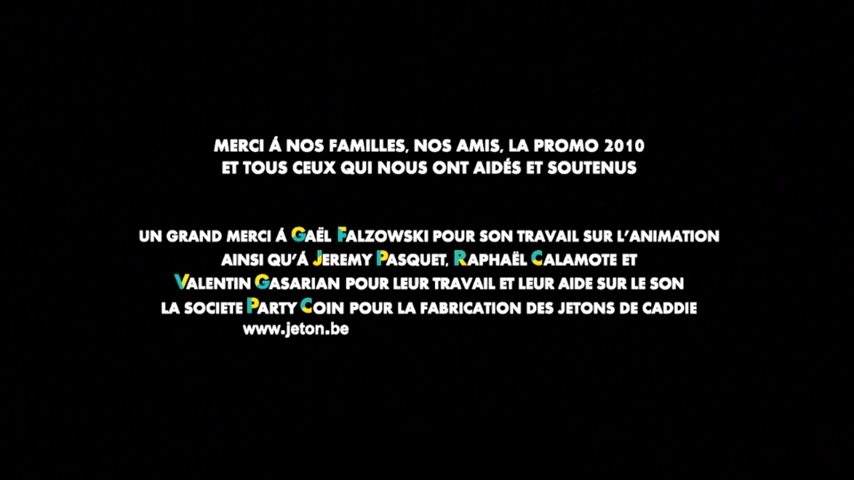 MERCI Á NOS FAMILLES, NOS AMIS, LA PROMO 2010
ET TOUS CEUX QUI NOUS ONT AIDÉS ET SOUTENUS
UN GRAND MERCI Á GAËL FALZOWSKI POUR SON TRAVAIL SUR L'ANIMATION
AINSI QU'Á JEREMY PASQUET, RAPHAËL CALAMOTE ET
VALENTIN GASARIAN POUR LEUR TRAVAIL ET LEUR AIDE SUR LE SON
LA SOCIETE PARTY COIN POUR LA FABRICATION DES JETONS DE CADDIE
www.jeton.be